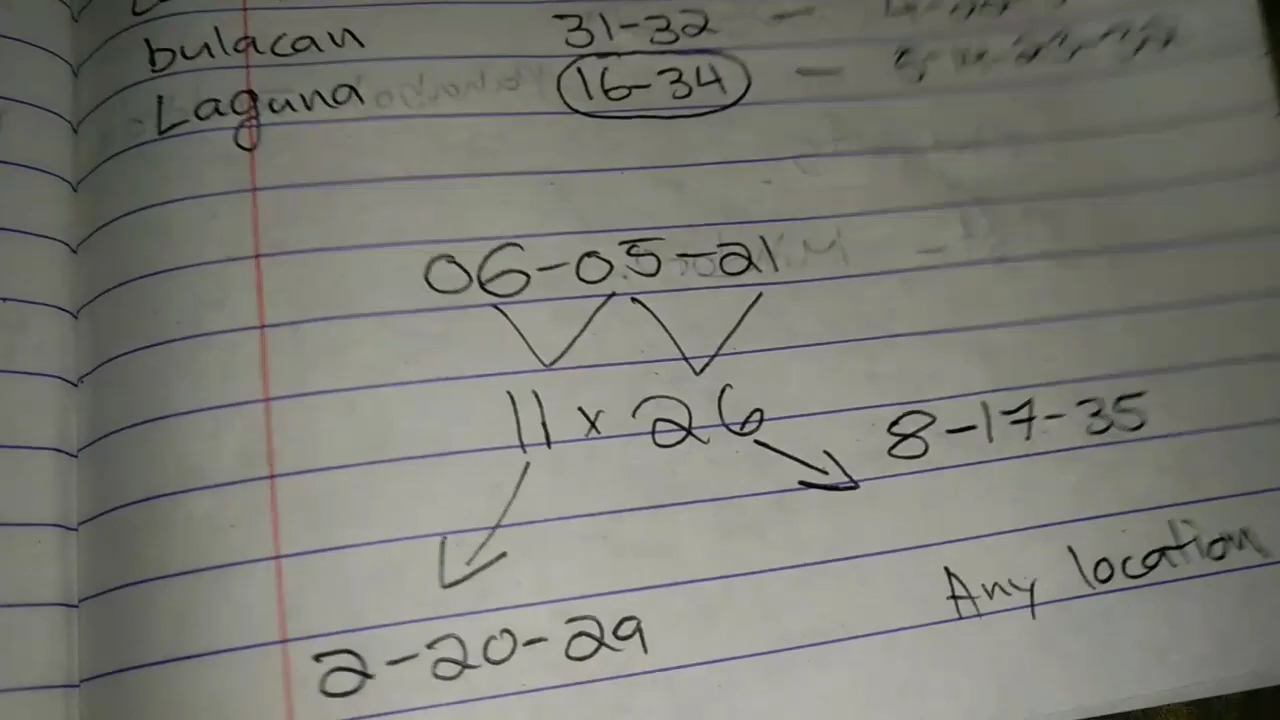 bulacan 31-32 -
Laguna 16-34 -
06-05-21
11 x 26
8-17-35
2-20-29
Any location